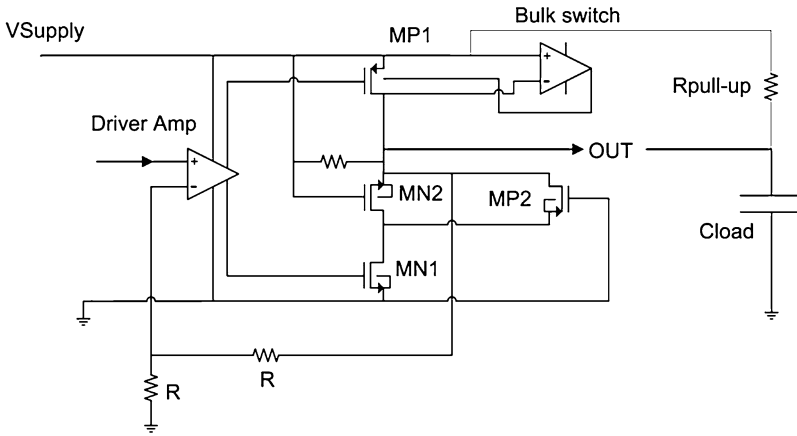 Bulk switch
VSupply
MP1
+
-
Rpull-up
Driver Amp
OUT
+
-
MN2
MP2
Cload
MN1
R
R